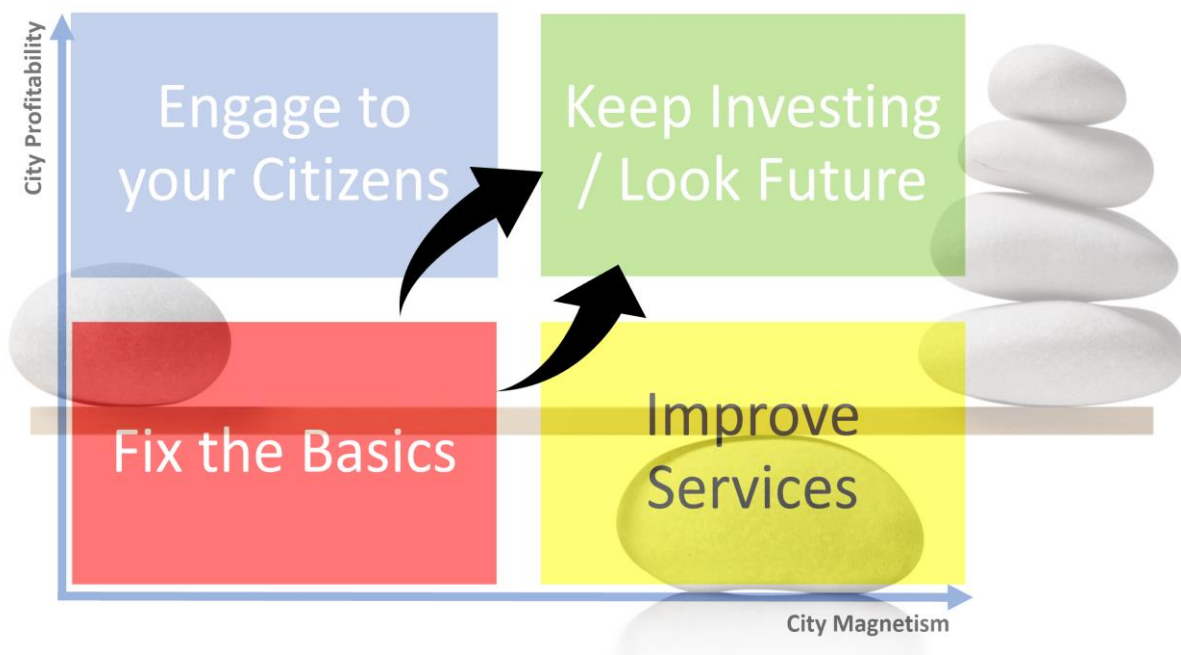 City Profitability
Engage to
your Citizens
Keep Investing
/ Look Future
Fix the Basics
Improve
Services
City Magnetism